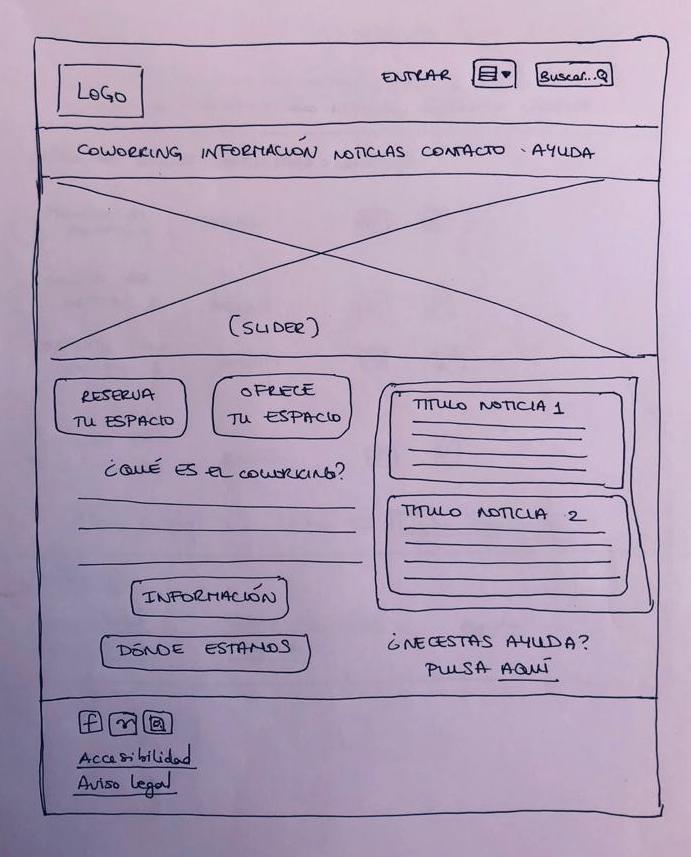 LOGO
ENTRAR
Buscar...
COWORKING INFORMACIÓN NOTICIAS CONTACTO · AYUDA
(SLIDER)
RESERVA
TU ESPACIO
OFRECE
TU ESPACIO
¿QUÉ ES EL COWORKING?
INFORMACIÓN
DÓNDE ESTAMOS
TITULO NOTICIA 1
TITULO NOTICIA 2
¿NECESTAS AYUDA?
PULSA AQUÍ
f
Accesibilidad
Aviso Legal